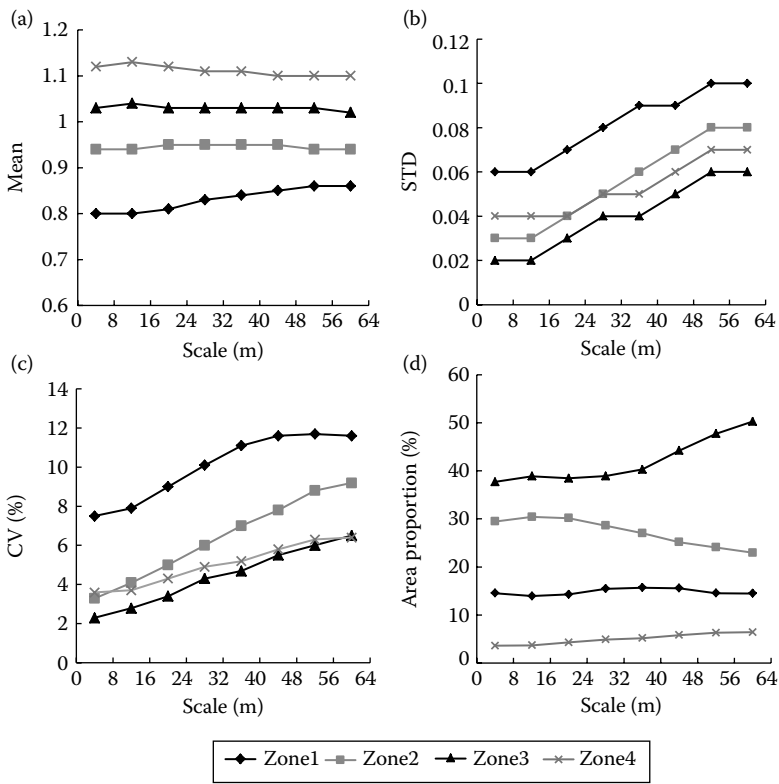 (a)
1.2
1.1
1
0.9
0.8
0.7
0.6
Mean
0 8 16 24 32 40 48 56 64
Scale (m)
(b)
0.12
0.1
0.08
0.06
0.04
0.02
0
STD
0 8 16 24 32 40 48 56 64
Scale (m)
(c)
14
12
10
8
6
4
2
0
CV (%)
0 8 16 24 32 40 48 56 64
Scale (m)
(d)
60
50
40
30
20
10
0
Area proportion (%)
0 8 16 24 32 40 48 56 64
Scale (m)
Zone1 Zone2 Zone3 Zone4